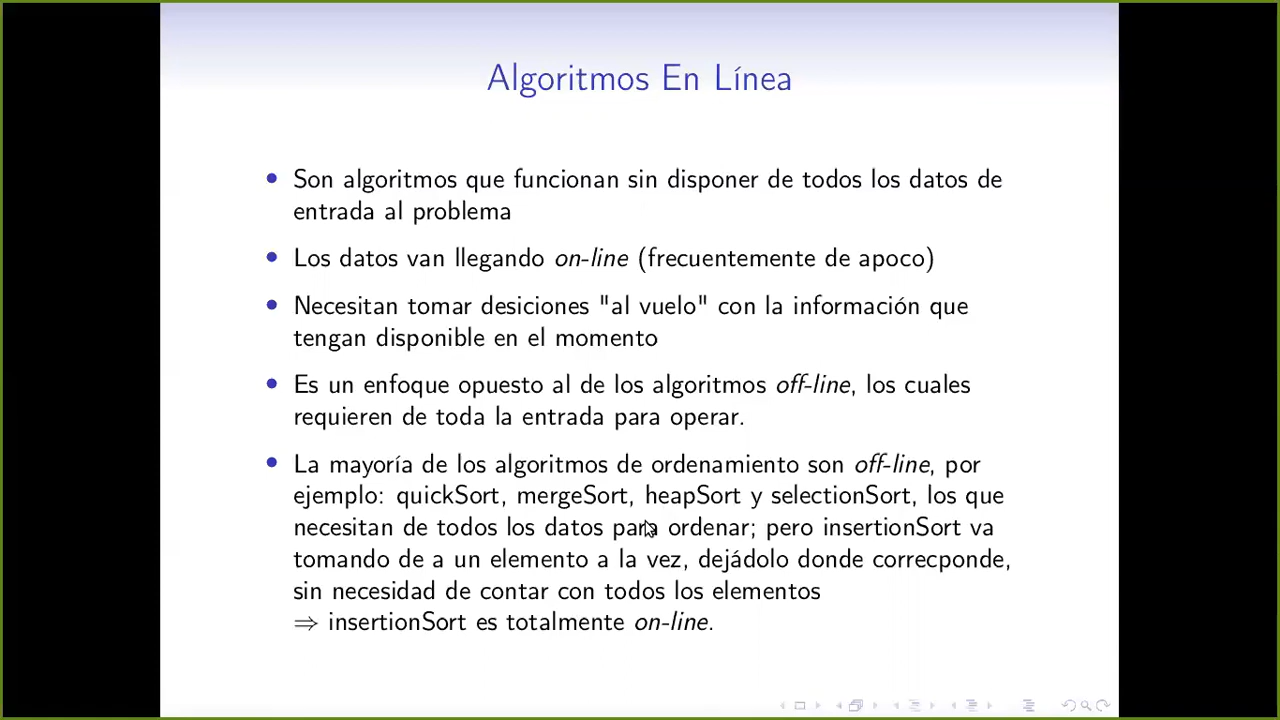 Algoritmos En Línea
Son algoritmos que funcionan sin disponer de todos los datos de
entrada al problema
Los datos van llegando on-line (frecuentemente de apoco)
Necesitan tomar desiciones "al vuelo" con la información que
tengan disponible en el momento
Es un enfoque opuesto al de los algoritmos off-line, los cuales
requieren de toda la entrada para operar.
La mayoría de los algoritmos de ordenamiento son off-line, por
ejemplo: quickSort, mergeSort, heapSort y selectionSort, los que
necesitan de todos los datos para ordenar; pero insertionSort va
tomando de a un elemento a la vez, dejádolo donde correcponde,
sin necesidad de contar con todos los elementos
⇒ insertionSort es totalmente on-line.